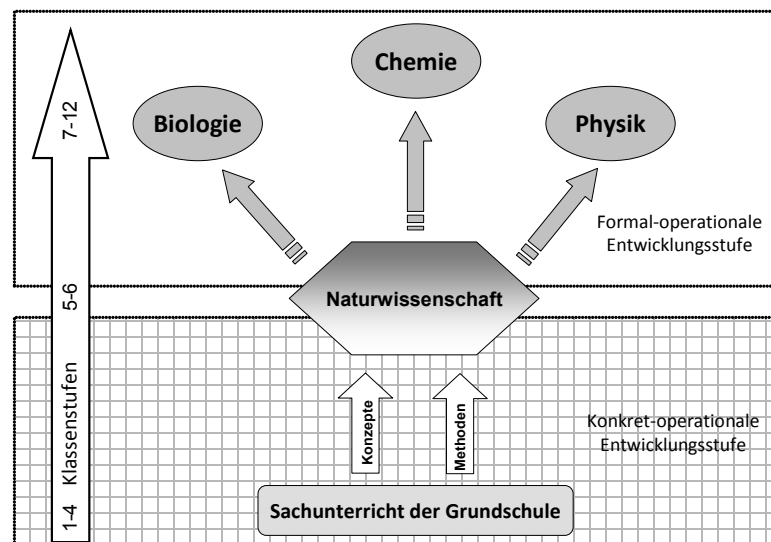 Chemie
Biologie
Physik
7-12
Formal-operationale
Entwicklungsstufe
5-6
Naturwissenschaft
Konzepte
Methoden
Konkret-operationale
Entwicklungsstufe
1-4 Klassenstufen
Sachunterricht der Grundschule